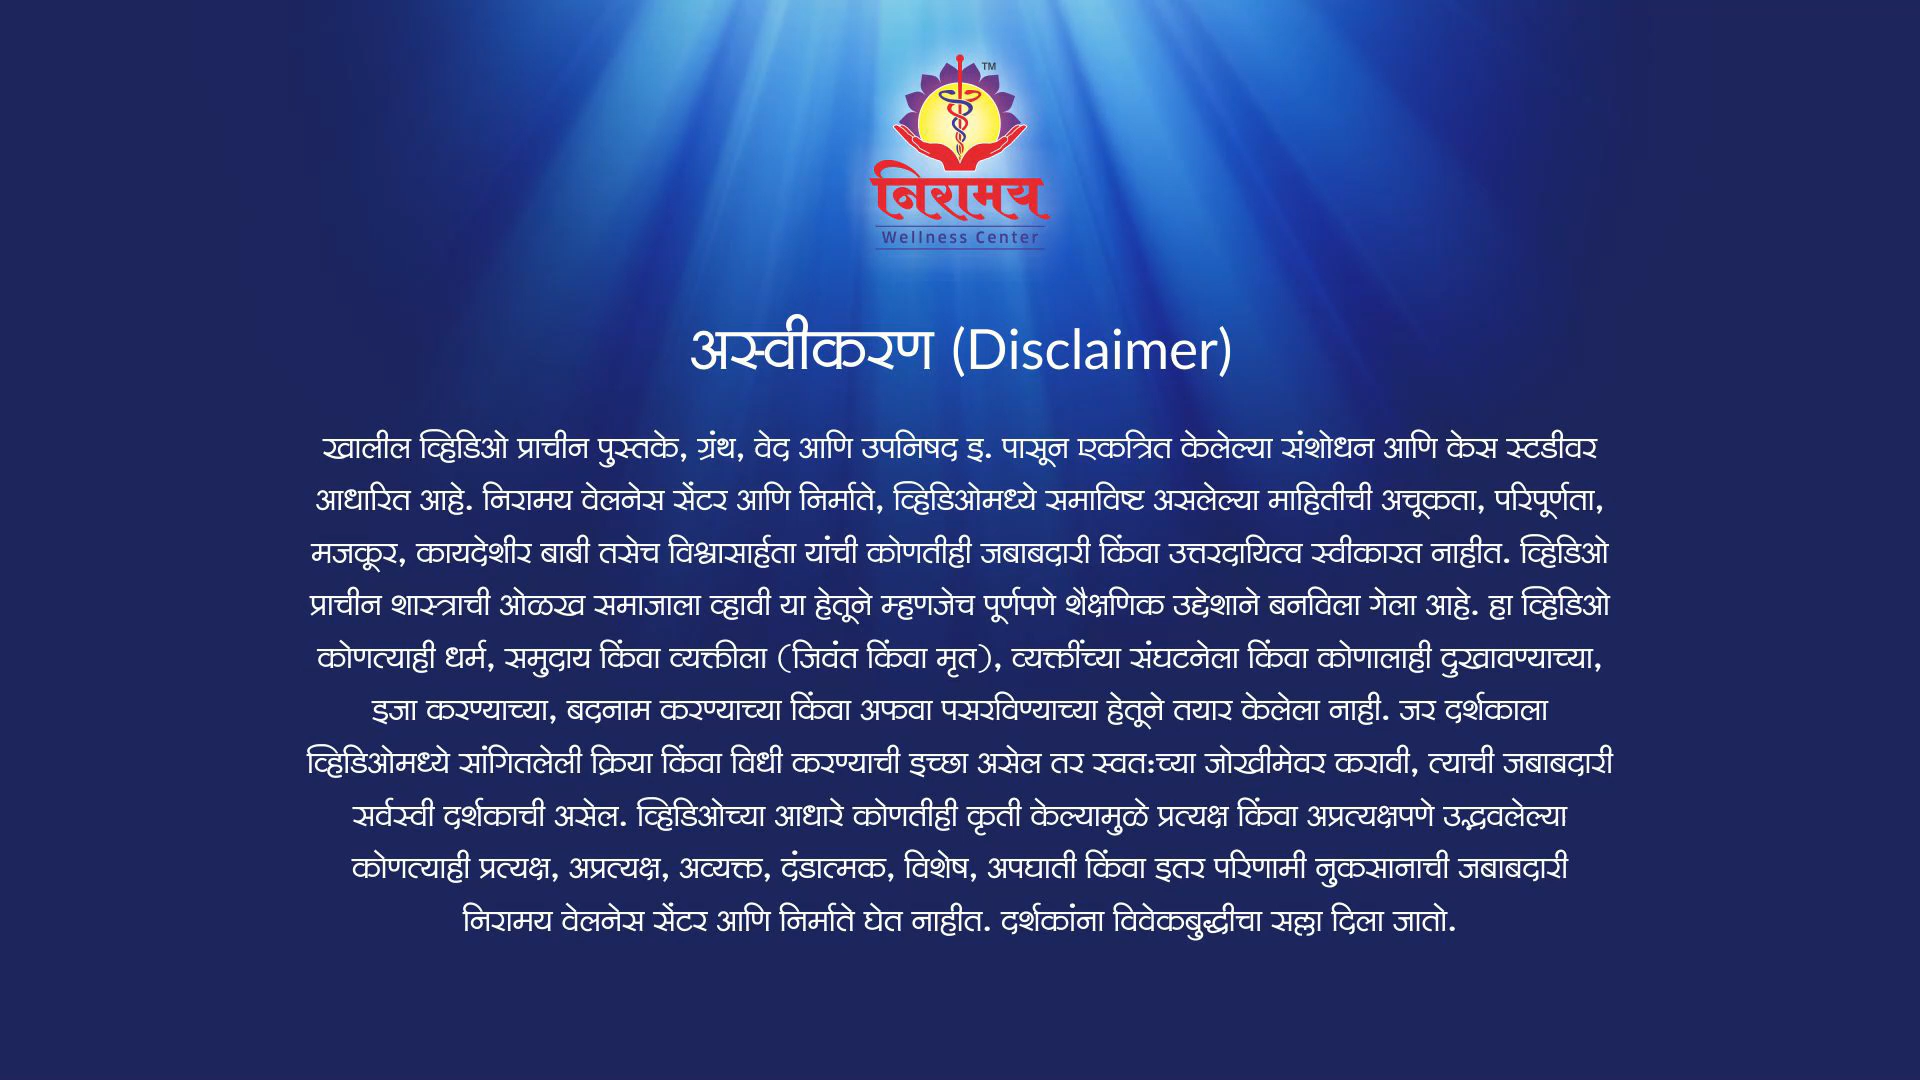 TM
निरामय
Wellness Center
अस्वीकरण (Disclaimer)
खालील व्हिडिओ प्राचीन पुस्तके, ग्रंथ, वेद आणि उपनिषद इ. पासून एकत्रित केलेल्या संशोधन आणि केस स्टडीवर
आधारित आहे. निरामय वेलनेस सेंटर आणि निर्माते, व्हिडिओमध्ये समाविष्ट असलेल्या माहितीची अचूकता, परिपूर्णता,
मजकूर, कायदेशीर बाबी तसेच विश्वासार्हता यांची कोणतीही जबाबदारी किंवा उत्तरदायित्व स्वीकारत नाहीत. व्हिडिओ
प्राचीन शास्त्राची ओळख समाजाला व्हावी या हेतूने म्हणजेच पूर्णपणे शैक्षणिक उद्देशाने बनविला गेला आहे. हा व्हिडिओ
कोणत्याही धर्म, समुदाय किंवा व्यक्तीला (जिवंत किंवा मृत), व्यक्तींच्या संघटनेला किंवा कोणालाही दुखावण्याच्या,
इजा करण्याच्या, बदनाम करण्याच्या किंवा अफवा पसरविण्याच्या हेतूने तयार केलेला नाही. जर दर्शकाला
व्हिडिओमध्ये सांगितलेली क्रिया किंवा विधी करण्याची इच्छा असेल तर स्वत:च्या जोखीमेवर करावी, त्याची जबाबदारी
सर्वस्वी दर्शकाची असेल. व्हिडिओच्या आधारे कोणतीही कृती केल्यामुळे प्रत्यक्ष किंवा अप्रत्यक्षपणे उद्भवलेल्या
कोणत्याही प्रत्यक्ष, अप्रत्यक्ष, अव्यक्त, दंडात्मक, विशेष, अपघाती किंवा इतर परिणामी नुकसानाची जबाबदारी
निरामय वेलनेस सेंटर आणि निर्माते घेत नाहीत. दर्शकांना विवेकबुद्धीचा सल्ला दिला जातो.